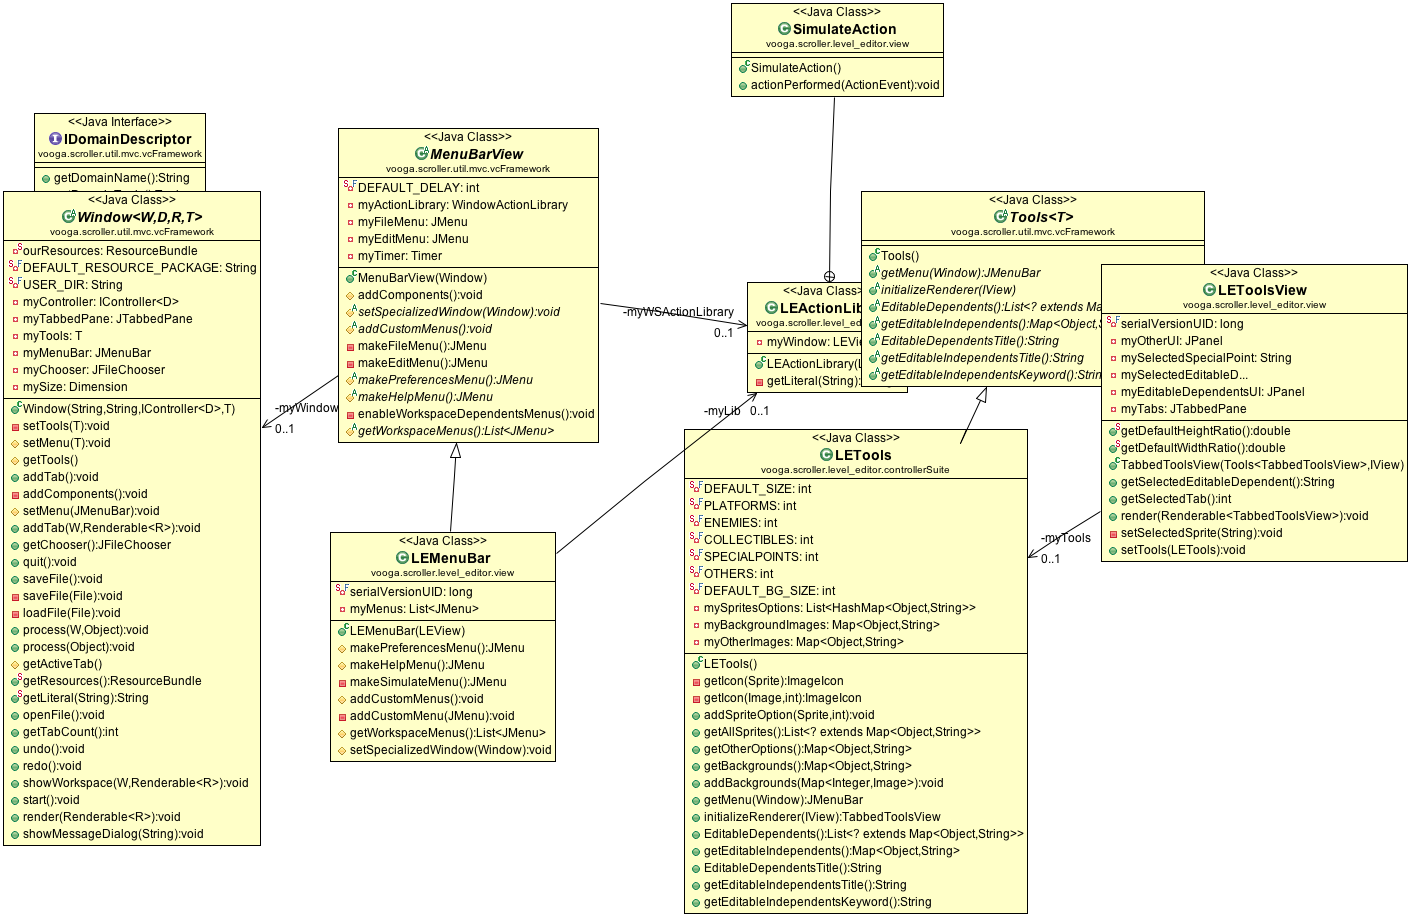 <<Java Class>>
SimulateAction
vooga.scroller.level_editor.view
SimulateAction()
actionPerformed(ActionEvent):void
<<Java Interface>>
IDomainDescriptor
vooga.scroller.util.mvc.vcFramework
getDomainName():String
<<Java Class>>
Window<W,D,R,T>
vooga.scroller.util.mvc.vcFramework
ourResources: ResourceBundle
DEFAULT_RESOURCE_PACKAGE: String
USER_DIR: String
myController: IController<D>
myTabbedPane: JTabbedPane
myTools: T
myMenuBar: JMenuBar
myChooser: JFileChooser
mySize: Dimension
Window(String,String,IController<D>,T)
setTools(T):void
setMenu(T):void
getTools()
addTab():void
addComponents():void
setMenu(JMenuBar):void
addTab(W,Renderable<R>):void
getChooser():JFileChooser
quit():void
saveFile():void
saveFile(File):void
loadFile(File):void
process(W,Object):void
process(Object):void
getActiveTab()
getResources():ResourceBundle
getLiteral(String):String
openFile():void
getTabCount():int
undo():void
redo():void
showWorkspace(W,Renderable<R>):void
start():void
render(Renderable<R>):void
showMessageDialog(String):void
<<Java Class>>
MenuBarView
vooga.scroller.util.mvc.vcFramework
DEFAULT_DELAY: int
myActionLibrary: WindowActionLibrary
myFileMenu: JMenu
myEditMenu: JMenu
myTimer: Timer
MenuBarView(Window)
addComponents():void
setSpecializedWindow(Window):void
addCustomMenus():void
makeFileMenu():JMenu
makeEditMenu():JMenu
makePreferencesMenu():JMenu
makeHelpMenu():JMenu
enableWorkspaceDependentsMenus():void
getWorkspaceMenus():List<JMenu>
-myWindow
0..1
-myWSActionLibrary
0..1
<<Java Class>>
LEMenuBar
vooga.scroller.level_editor.view
serialVersionUID: long
myMenus: List<JMenu>
LEMenuBar(LEView)
makePreferencesMenu():JMenu
makeHelpMenu():JMenu
makeSimulateMenu():JMenu
addCustomMenus():void
addCustomMenu(JMenu):void
getWorkspaceMenus():List<JMenu>
setSpecializedWindow(Window):void
-myLib
0..1
<<Java Class>>
LEActionLib
vooga.scroller.level_ed
myWindow: LEVie
LEActionLibrary(L
getLiteral(String):
<<Java Class>>
Tools<T>
vooga.scroller.util.mvc.vcFramework
Tools()
getMenu(Window):JMenuBar
initializeRenderer(IView)
EditableDependents():List<? extends Ma
getEditableIndependents():Map<Object,S
EditableDependentsTitle():String
getEditableIndependentsTitle():String
getEditableIndependentsKeyword():Strin
<<Java Class>>
LEToolsView
vooga.scroller.level_editor.view
serialVersionUID: long
myOtherUI: JPanel
mySelectedSpecialPoint: String
mySelectedEditableD...
myEditableDependentsUI: JPanel
myTabs: JTabbedPane
getDefaultHeightRatio():double
getDefaultWidthRatio():double
TabbedToolsView(Tools<TabbedToolsView>,IView)
getSelectedEditableDependent():String
getSelectedTab():int
render(Renderable<TabbedToolsView>):void
setSelectedSprite(String):void
setTools(LETools):void
-myTools
0..1
<<Java Class>>
LETools
vooga.scroller.level_editor.controllerSuite
DEFAULT_SIZE: int
PLATFORMS: int
ENEMIES: int
COLLECTIBLES: int
SPECIALPOINTS: int
OTHERS: int
DEFAULT_BG_SIZE: int
mySpritesOptions: List<HashMap<Object,String>>
myBackgroundImages: Map<Object,String>
myOtherImages: Map<Object,String>
LETools()
getIcon(Sprite):ImageIcon
getIcon(Image,int):ImageIcon
addSpriteOption(Sprite,int):void
getAllSprites():List<? extends Map<Object,String>>
getOtherOptions():Map<Object,String>
getBackgrounds():Map<Object,String>
addBackgrounds(Map<Integer,Image>):void
getMenu(Window):JMenuBar
initializeRenderer(IView):TabbedToolsView
EditableDependents():List<? extends Map<Object,String>>
getEditableIndependents():Map<Object,String>
EditableDependentsTitle():String
getEditableIndependentsTitle():String
getEditableIndependentsKeyword():String